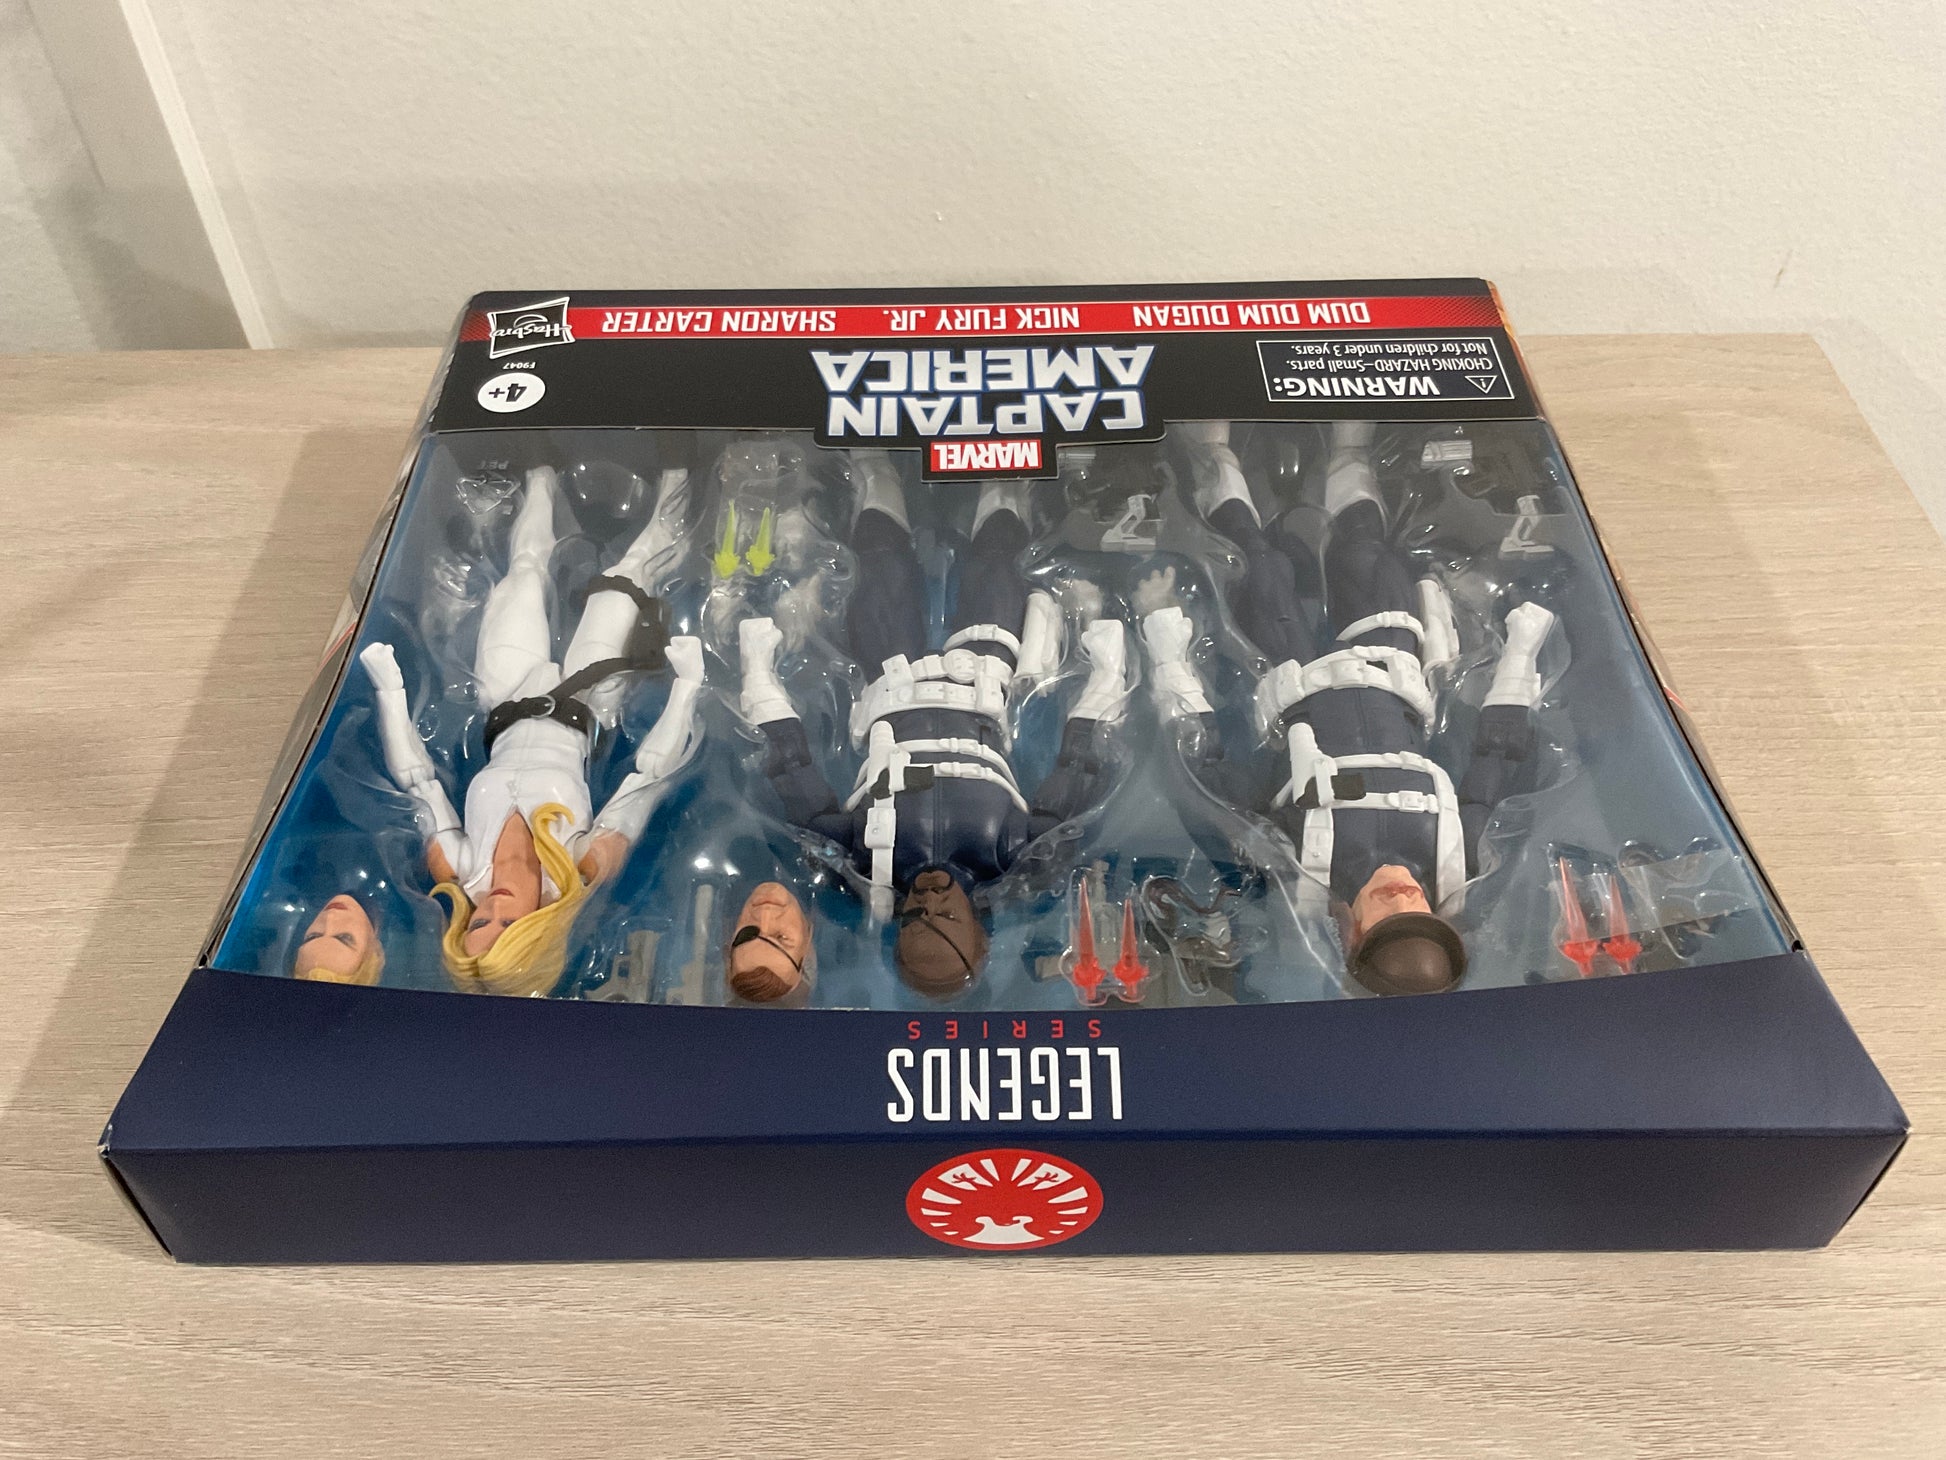 LEGENDS
SERIES
MARVEL
CAPTAIN
AMERICA
WARNING:
CHOKING HAZARD–Small parts.
Not for children under 3 years.
4+
F9047
DUM DUM DUGAN NICK FURY JR. SHARON CARTER
Hasbro
PET